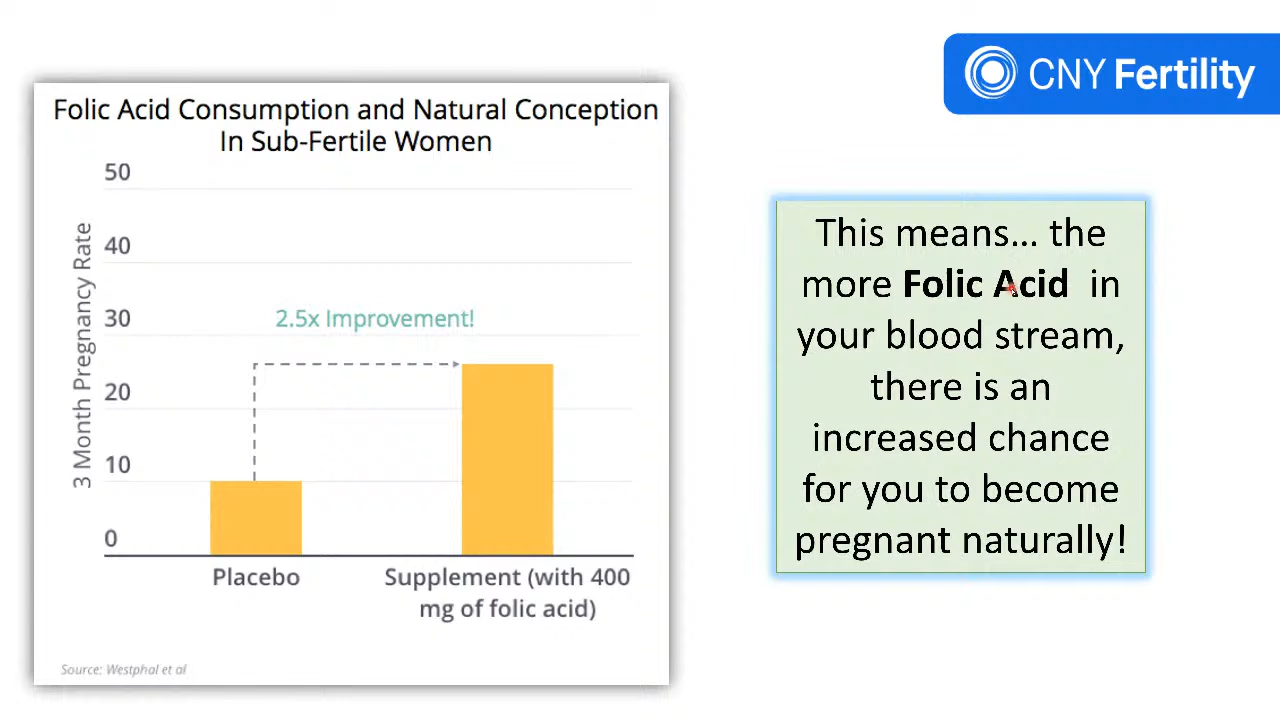 CNY Fertility
Folic Acid Consumption and Natural Conception
In Sub-Fertile Women
50
40
30
20
10
0
3 Month Pregnancy Rate
2.5x Improvement!
Placebo
Supplement (with 400
mg of folic acid)
Source: Westphal et al
This means... the
more Folic Acid in
your blood stream,
there is an
increased chance
for you to become
pregnant naturally!